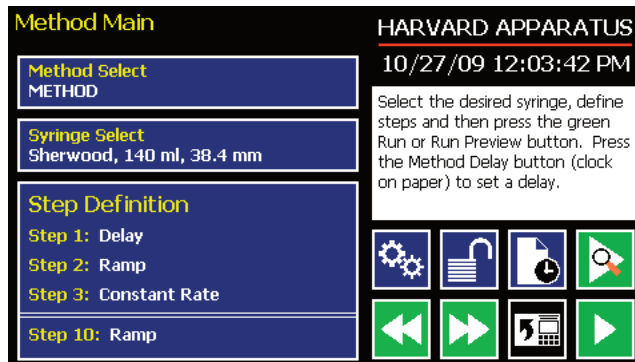 Method Main
Method Select
METHOD
Syringe Select
Sherwood, 140 ml, 38.4 mm
Step Definition
Step 1: Delay
Step 2: Ramp
Step 3: Constant Rate
Step 10: Ramp
HARVARD APPARATUS
10/27/09 12:03:42 PM
Select the desired syringe, define
steps and then press the green
Run or Run Preview button. Press
the Method Delay button (clock
on paper) to set a delay.